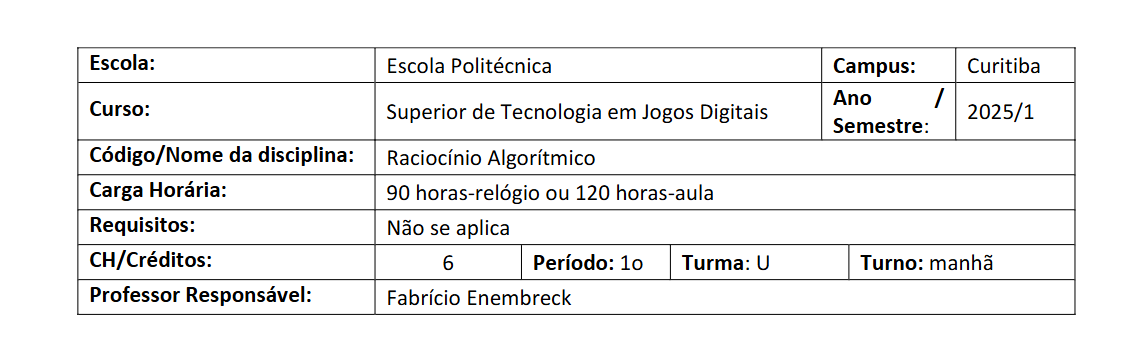 Escola: Escola Politécnica Campus: Curitiba
Curso: Superior de Tecnologia em Jogos Digitais Ano / Semestre: 2025/1
Código/Nome da disciplina: Raciocínio Algorítmico
Carga Horária: 90 horas-relógio ou 120 horas-aula
Requisitos: Não se aplica
CH/Créditos: 6 Período: 1o Turma: U Turno: manhã
Professor Responsável: Fabrício Enembreck